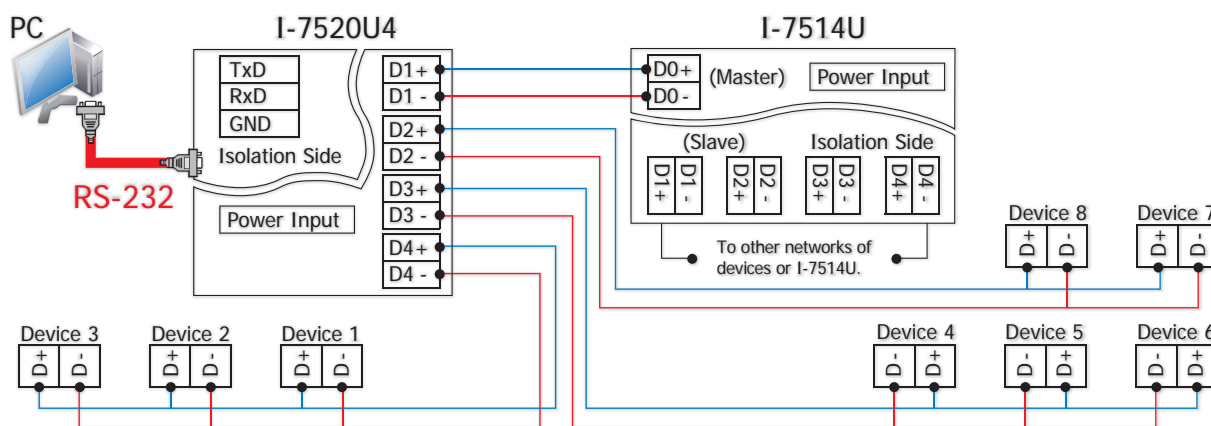 PC
I-7520U4
I-7514U
TxD
RxD
GND
Isolation Side
Power Input
RS-232
D1+
D1 -
D2+
D2 -
D3+
D3 -
D4+
D4 -
D0+
D0 -
(Master)
Power Input
(Slave)
Isolation Side
D1+
D1 -
D2+
D2 -
D3+
D3 -
D4+
D4 -
To other networks of
devices or I-7514U.
Device 8
D+
D -
Device 7
D+
D -
Device 3
D+
D -
Device 2
D+
D -
Device 1
D+
D -
Device 4
D -
D+
Device 5
D -
D+
Device 6
D -
D+